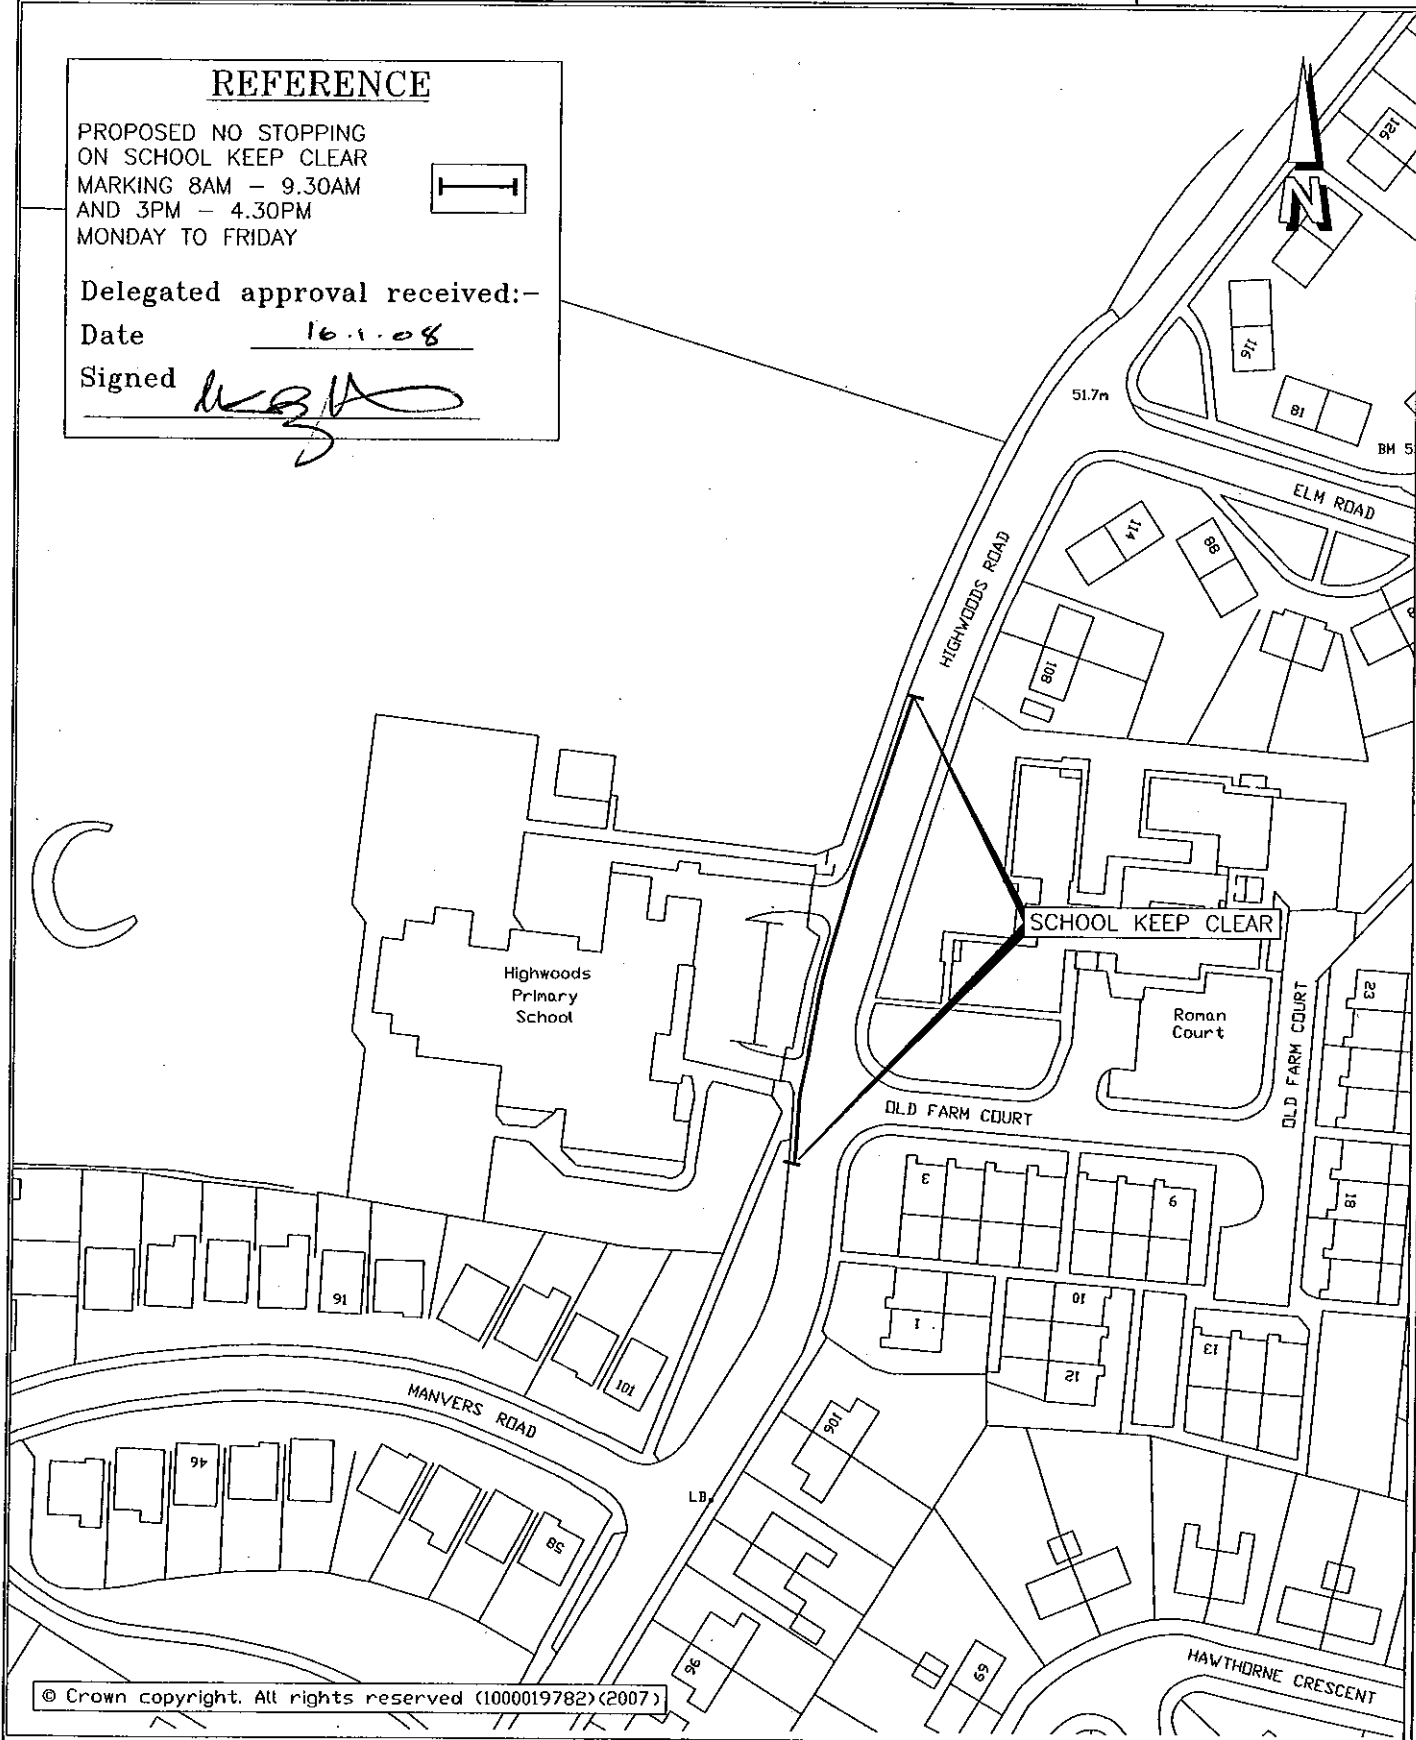 REFERENCE
PROPOSED NO STOPPING
ON SCHOOL KEEP CLEAR
MARKING 8AM - 9.30AM
AND 3PM - 4.30PM
MONDAY TO FRIDAY
Delegated approval received:-
Date 16.1.08
Signed
N
126
116
51.7m
81
BM 5
ELM ROAD
114
88
HIGHWOODS ROAD
108
SCHOOL KEEP CLEAR
Highwoods
Primary
School
Roman
Court
OLD FARM COURT
23
OLD FARM COURT
3
9
18
91
1
10
12
13
101
MANVERS ROAD
106
46
LB
58
96
69
HAWTHORNE CRESCENT
© Crown copyright. All rights reserved (1000019782)(2007)